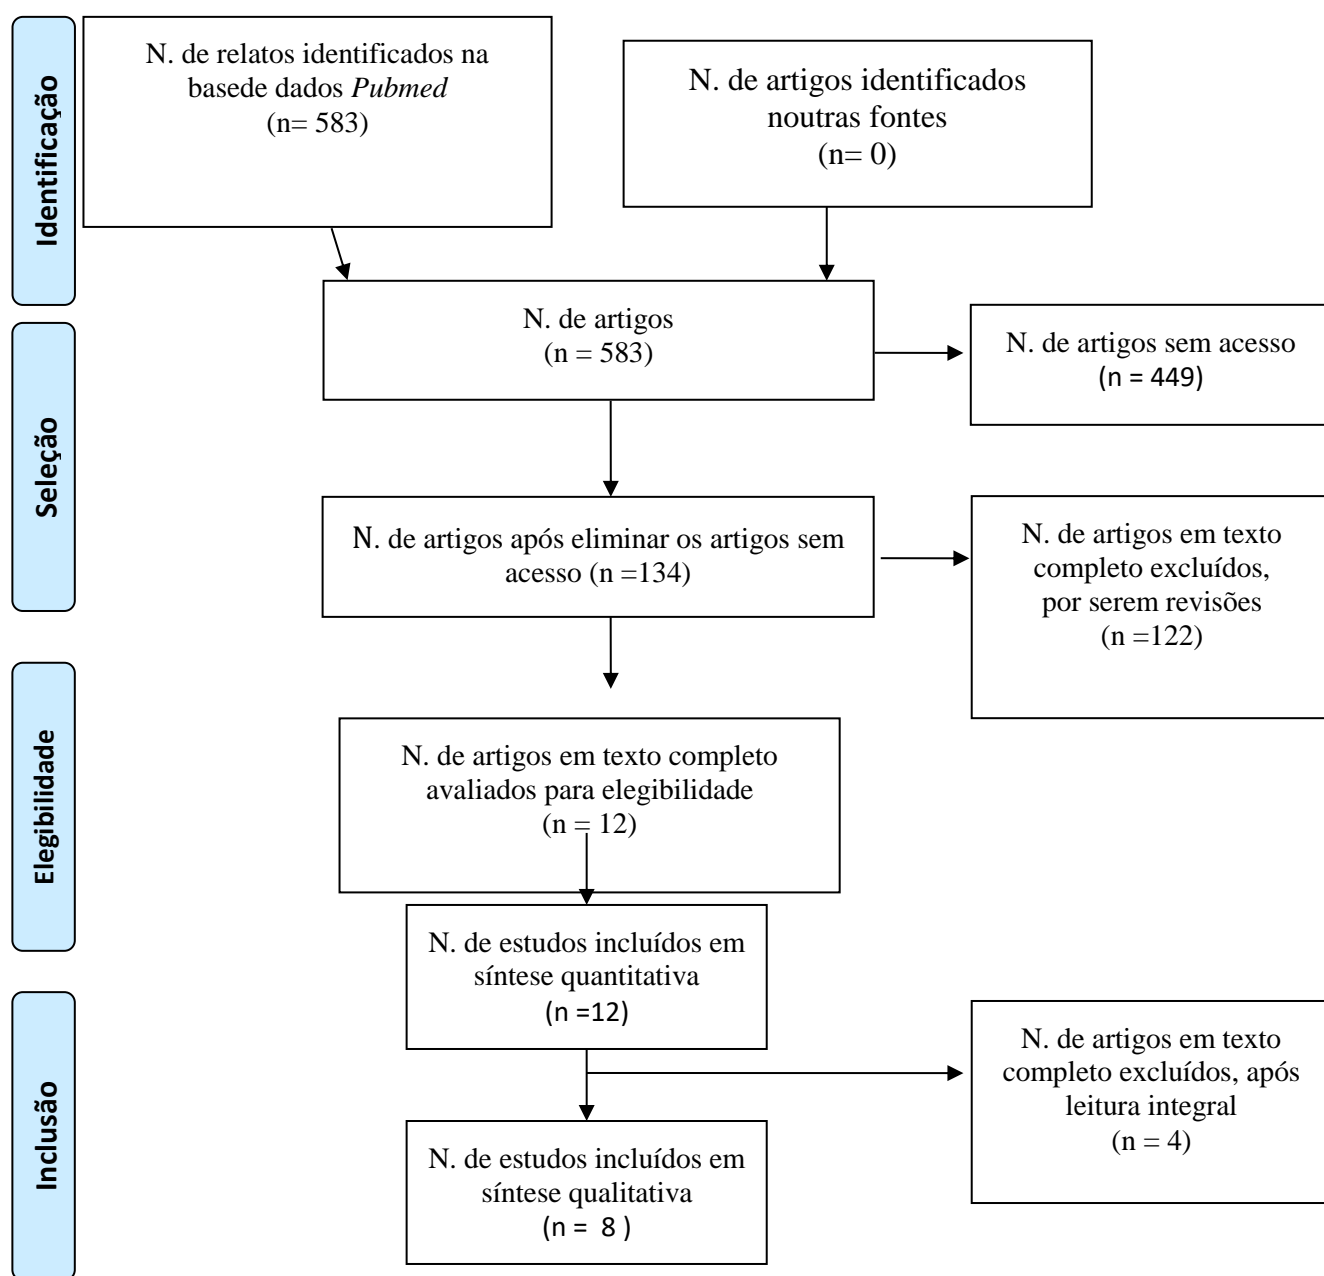 Identificação
N. de relatos identificados na
basede dados Pubmed
(n= 583)
N. de artigos identificados
noutras fontes
(n= 0)
N. de artigos
(n = 583)
N. de artigos sem acesso
(n = 449)
Seleção
N. de artigos após eliminar os artigos sem
acesso (n =134)
N. de artigos em texto
completo excluídos,
por serem revisões
(n =122)
Elegibilidade
N. de artigos em texto completo
avaliados para elegibilidade
(n = 12)
N. de estudos incluídos em
síntese quantitativa
(n =12)
Inclusão
N. de artigos em texto
completo excluídos, após
leitura integral
(n = 4)
N. de estudos incluídos em
síntese qualitativa
(n = 8 )